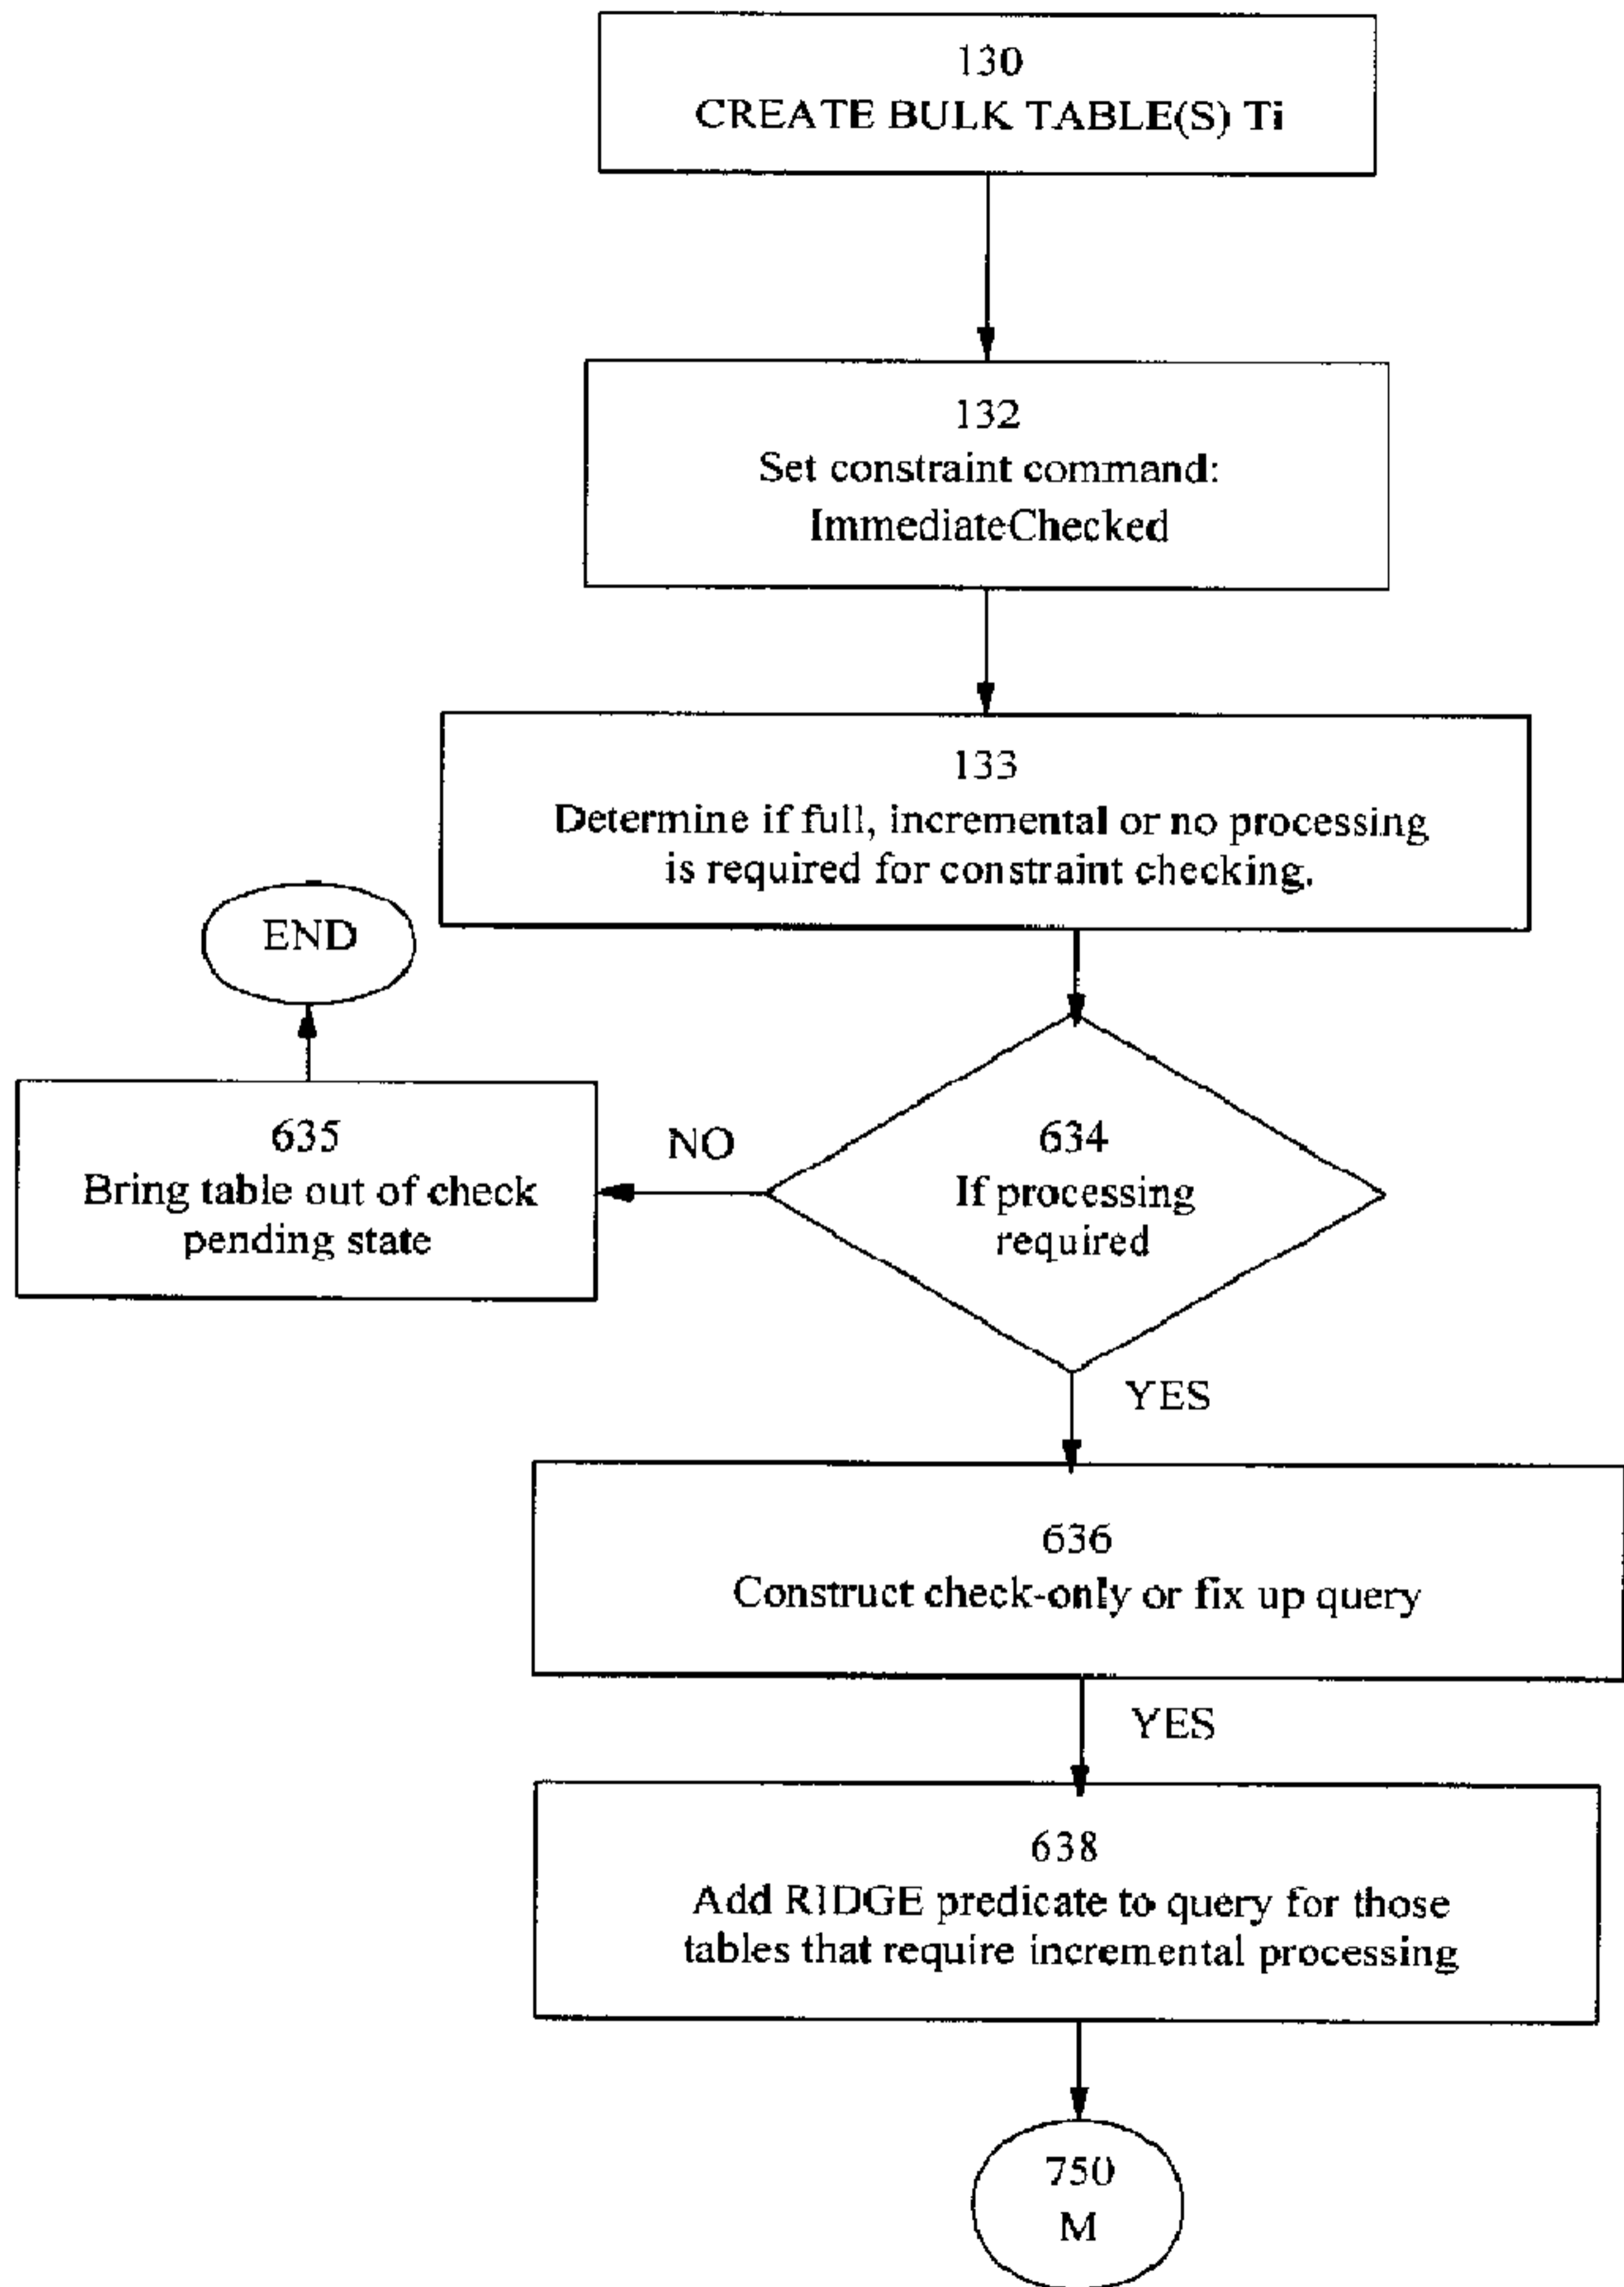 130
CREATE BULK TABLE(S) Ti
132
Set constraint command:
ImmediateChecked
133
Determine if full, incremental or no processing
is required for constraint checking.
END
635
Bring table out of check
pending state
NO
634
If processing
required
YES
636
Construct check-only or fix up query
YES
638
Add RIDGE predicate to query for those
tables that require incremental processing
750
M